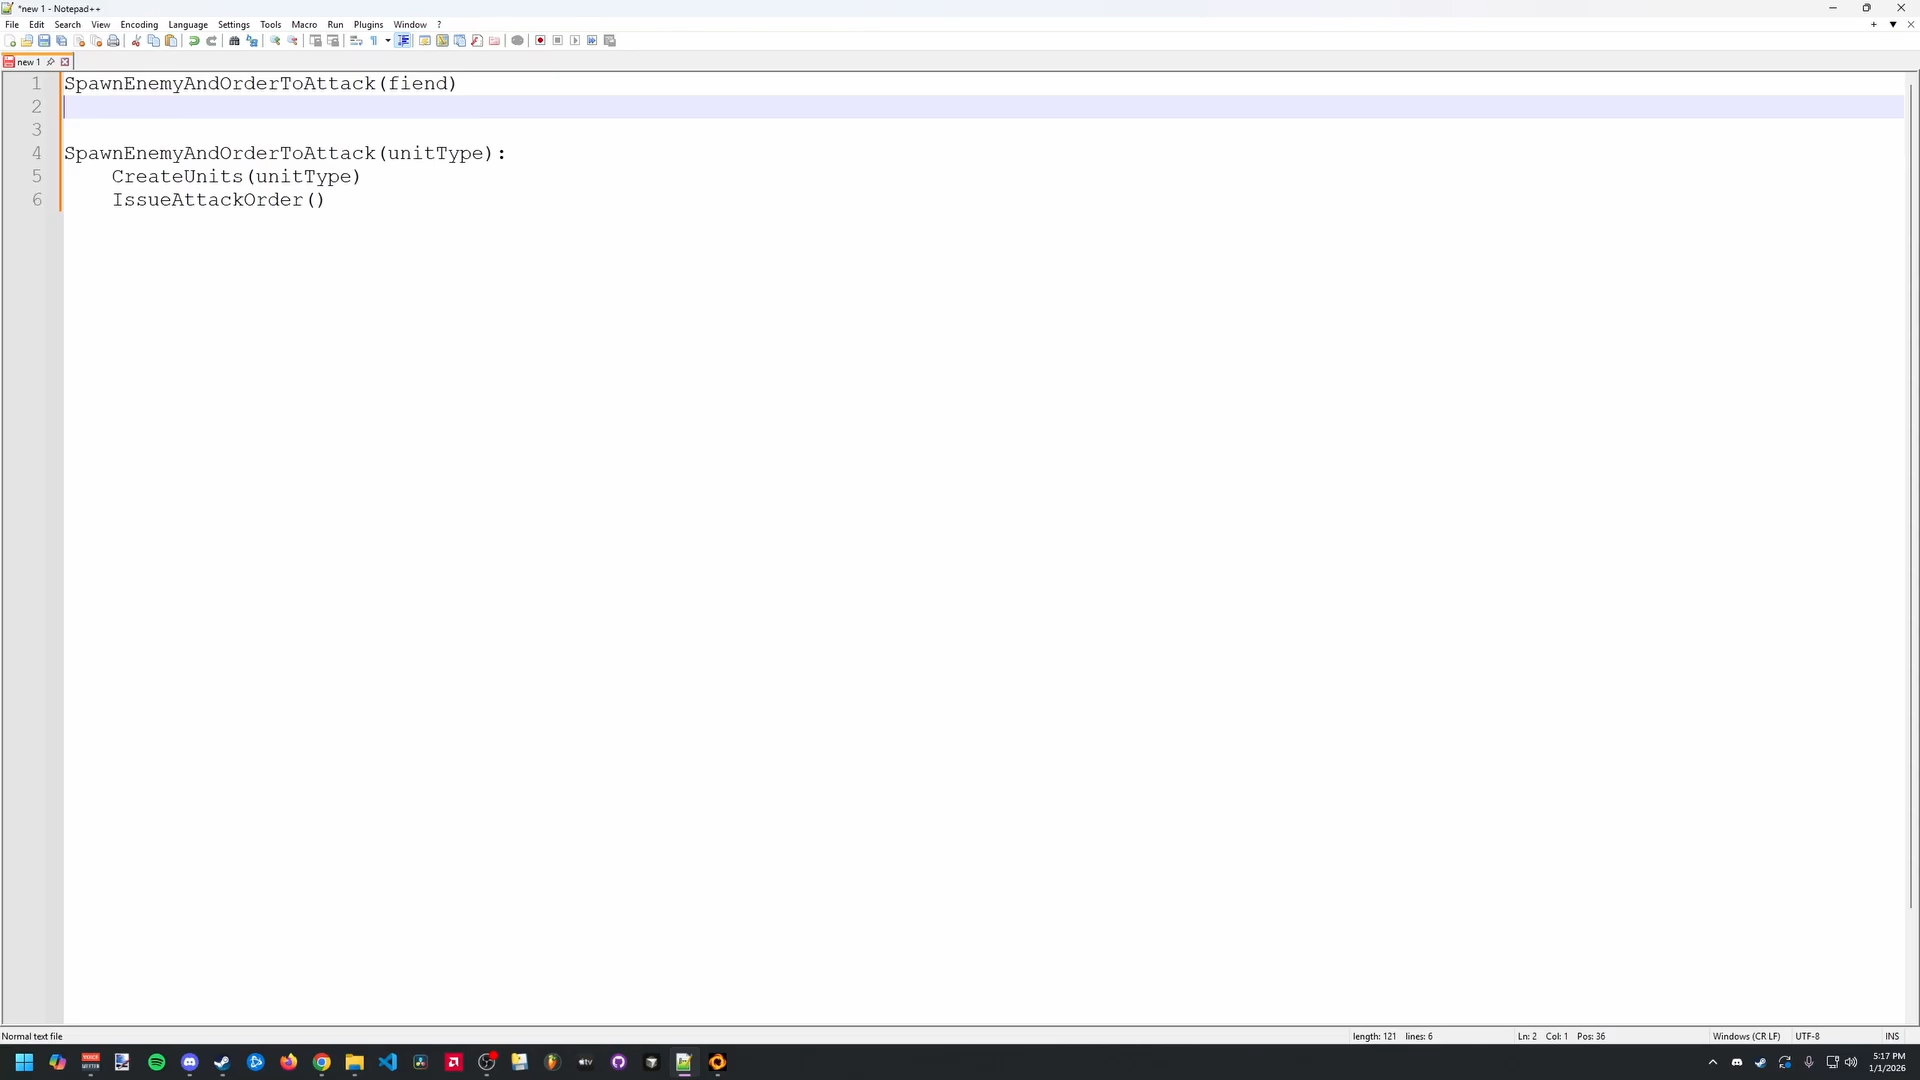 *new 1 - Notepad++
File Edit Search View Encoding Language Settings Tools Macro Run Plugins Window ?
new 1
1 SpawnEnemyAndOrderToAttack(fiend)
2
3
4 SpawnEnemyAndOrderToAttack(unitType):
5 CreateUnits(unitType)
6 IssueAttackOrder()
Normal text file
length: 121 lines: 6
Ln: 2 Col: 1 Pos: 36
Windows (CR LF)
UTF-8
INS
5:17 PM
1/1/2026